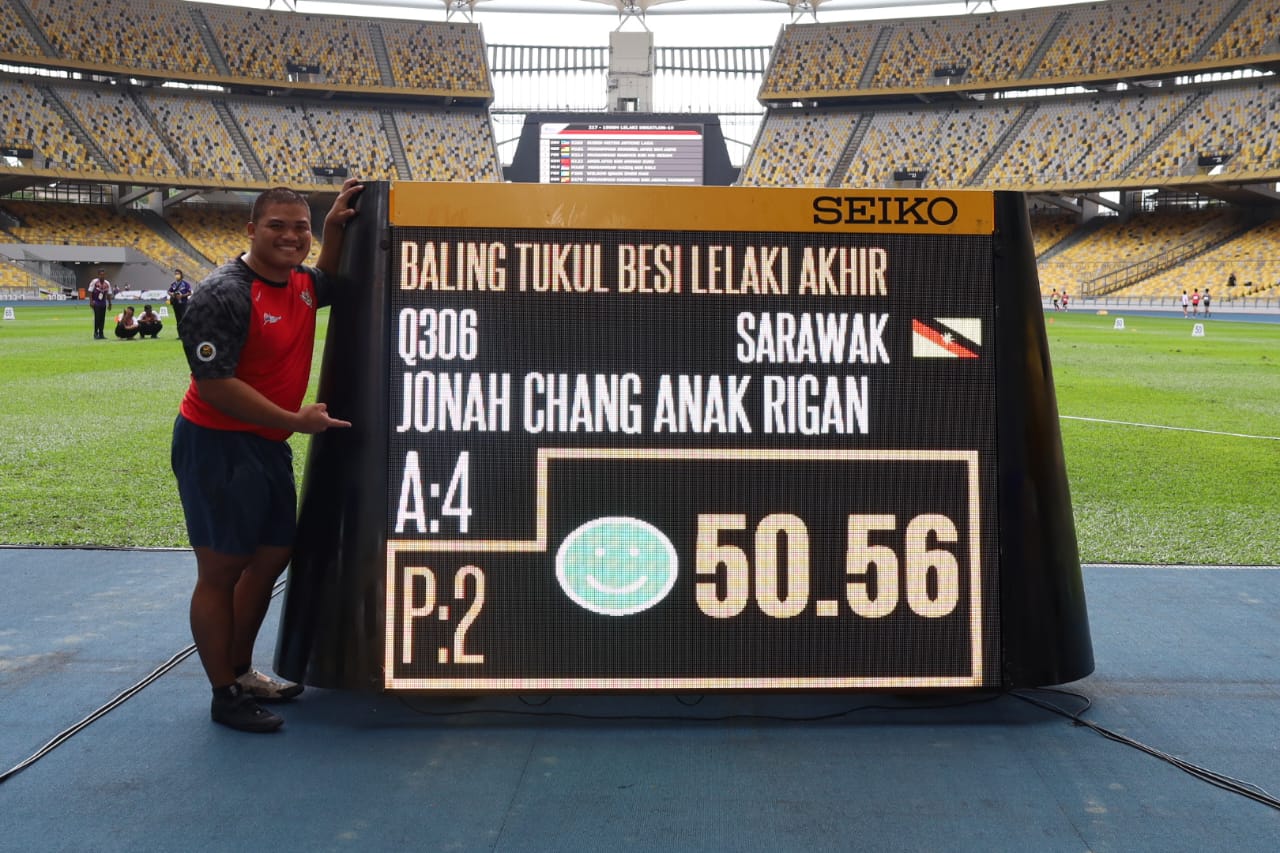 SEIKO
BALING TUKUL BESI LELAKI AKHIR
Q306 SARAWAK
JONAH CHANG ANAK RIGAN
A:4
P:2 50.56